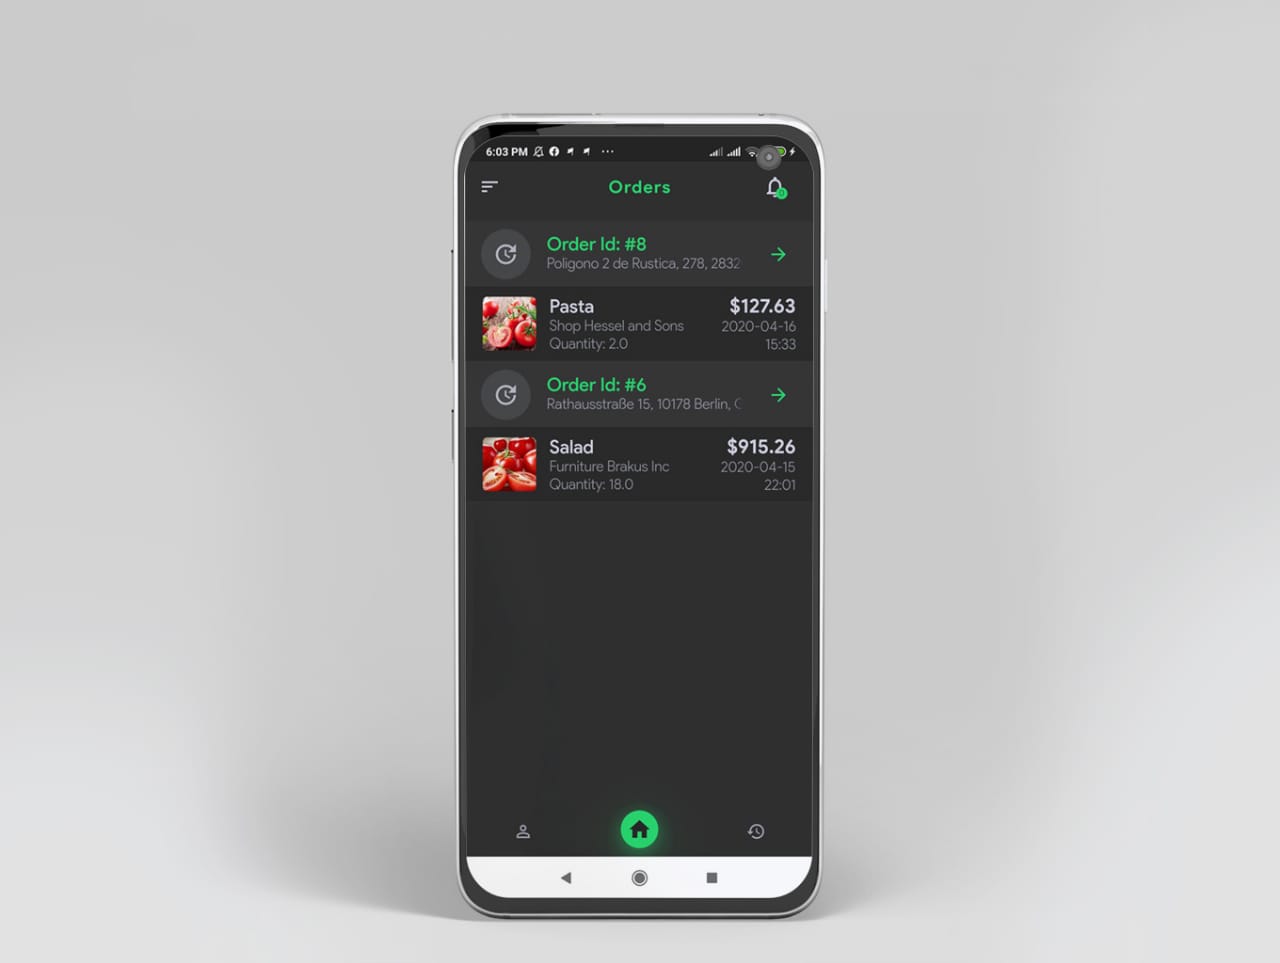 6:03 PM
Orders
Order Id: #8
Poligono 2 de Rustica, 278, 2832
Pasta
$127.63
Shop Hessel and Sons
2020-04-16
Quantity: 2.0
15:33
Order Id: #6
Rathausstraße 15, 10178 Berlin,
Salad
$915.26
Furniture Brakus Inc
2020-04-15
Quantity: 18.0
22:01